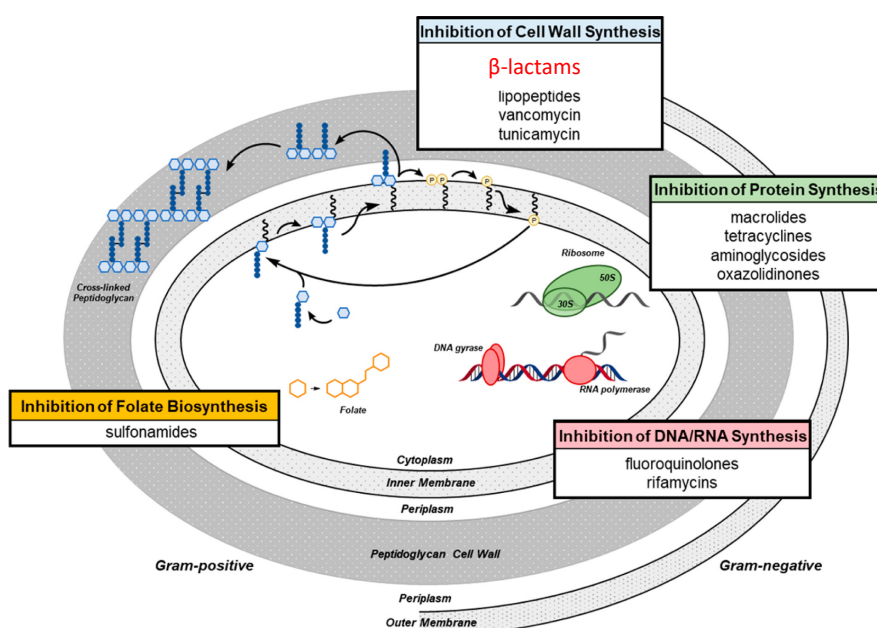 Inhibition of Cell Wall Synthesis
β-lactams
lipopeptides
vancomycin
tunicamycin
Inhibition of Protein Synthesis
macrolides
tetracyclines
aminoglycosides
oxazolidinones
P
P
P
P
P
Ribosome
50S
30S
Cross-linked
Peptidoglycan
DNA gyrase
RNA polymerase
Folate
Inhibition of Folate Biosynthesis
sulfonamides
Inhibition of DNA/RNA Synthesis
fluoroquinolones
rifamycins
Cytoplasm
Inner Membrane
Periplasm
Peptidoglycan Cell Wall
Gram-positive
Gram-negative
Periplasm
Outer Membrane